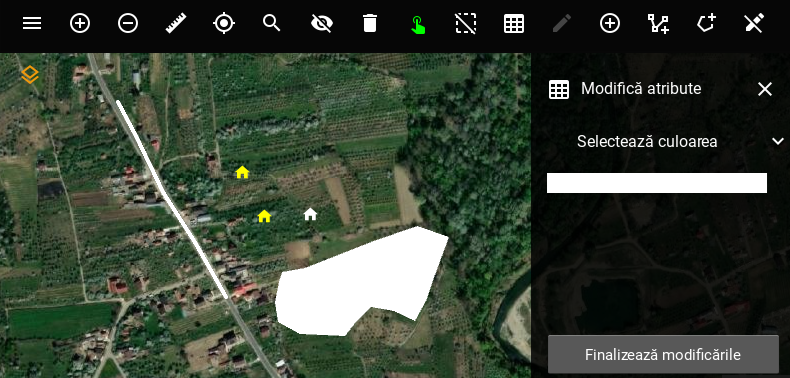 Modifică atribute
Selectează culoarea
Finalizează modificările